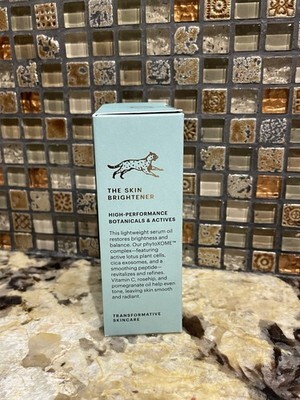 THE SKIN
BRIGHTENER
HIGH-PERFORMANCE
BOTANICALS & ACTIVES
This lightweight serum oil
restores brightness and
balance. Our phytoXOME™
complex—featuring
active lotus plant cells,
cica exosomes, and a
smoothing peptide—
revitalizes and refines
Vitamin C, rosehip, and
pomegranate oil help even
tone, leaving skin smooth
and radiant.
TRANSFORMATIVE
SKINCARE